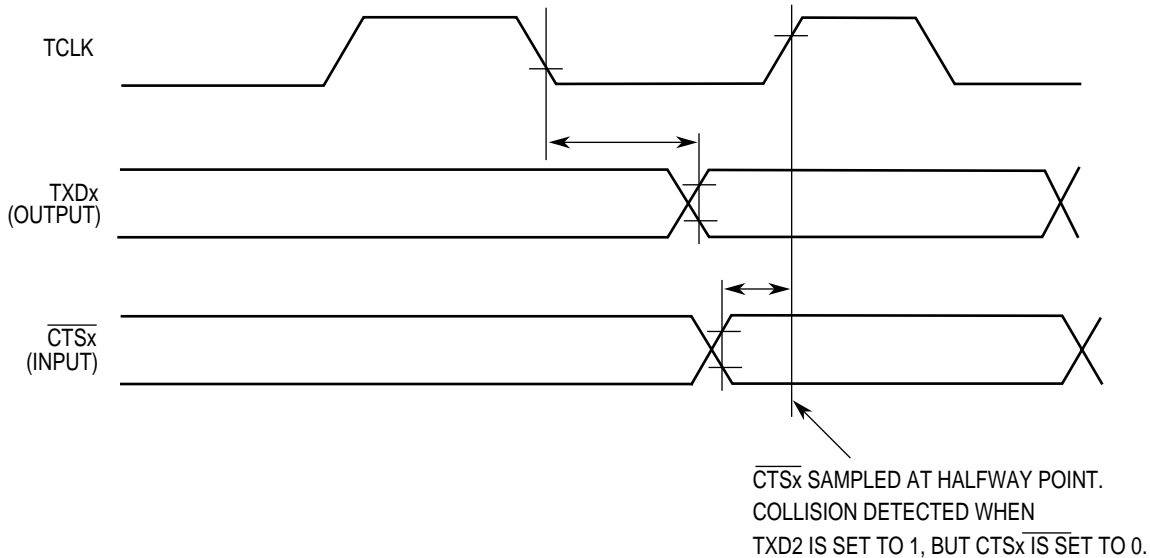 TCLK
TXDx
(OUTPUT)
CTSx
(INPUT)
CTSx SAMPLED AT HALFWAY POINT.
COLLISION DETECTED WHEN
TXD2 IS SET TO 1, BUT CTSx IS SET TO 0.